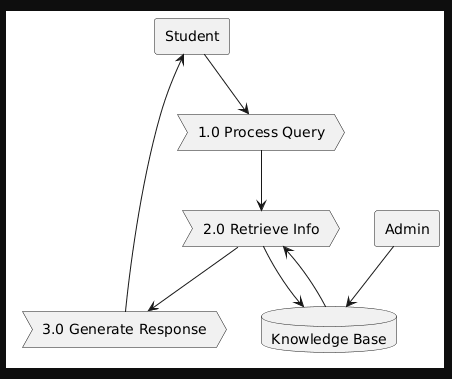 Student
1.0 Process Query
2.0 Retrieve Info
Admin
3.0 Generate Response
Knowledge Base